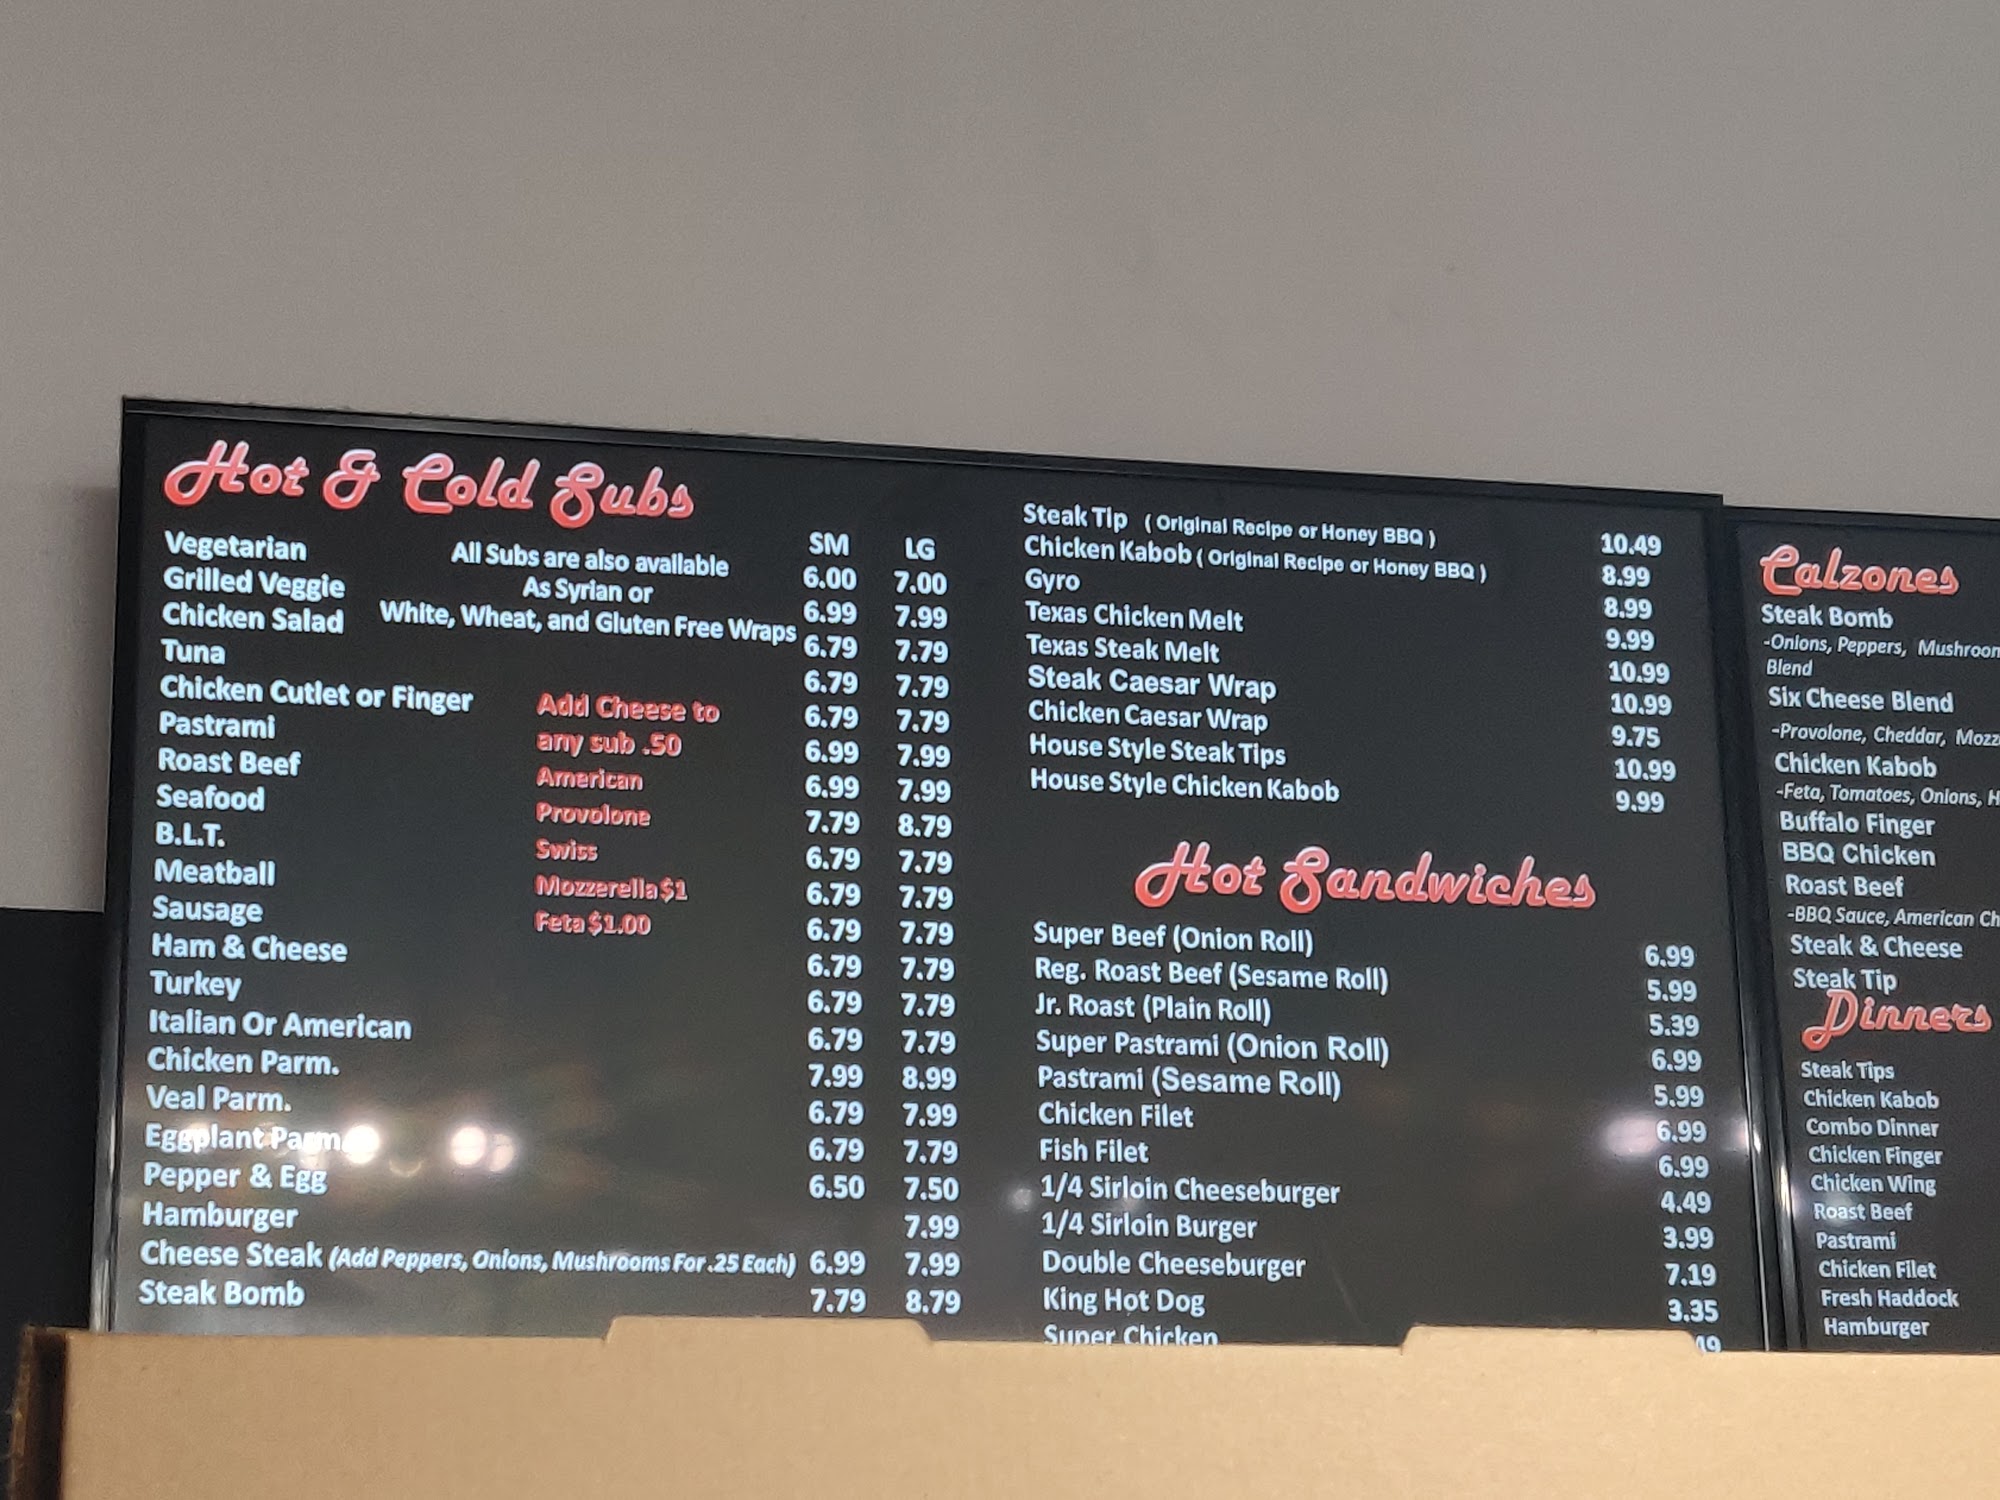 Hot & Cold Subs
SM LG
Vegetarian 6.00 7.00
Grilled Veggie 6.99 7.99
Chicken Salad 6.79 7.79
Tuna 6.79 7.79
Chicken Cutlet or Finger 6.79 7.79
Pastrami 6.99 7.99
Roast Beef 6.99 7.99
Seafood 7.79 8.79
B.L.T. 6.79 7.79
Meatball 6.79 7.79
Sausage 6.79 7.79
Ham & Cheese 6.79 7.79
Turkey 6.79 7.79
Italian Or American 6.79 7.79
Chicken Parm. 7.99 8.99
Veal Parm. 6.79 7.99
Eggplant Parm. 6.79 7.79
Pepper & Egg 6.50 7.50
Hamburger 7.99
Cheese Steak (Add Peppers, Onions, Mushrooms For .25 Each) 6.99 7.99
Steak Bomb 7.79 8.79
All Subs are also available
As Syrian or
White, Wheat, and Gluten Free Wraps
Add Cheese to
any sub .50
American
Provolone
Swiss
Mozzerella $1
Feta $1.00
Steak Tip ( Original Recipe or Honey BBQ ) 10.49
Chicken Kabob ( Original Recipe or Honey BBQ ) 8.99
Gyro 8.99
Texas Chicken Melt 9.99
Texas Steak Melt 10.99
Steak Caesar Wrap 10.99
Chicken Caesar Wrap 9.75
House Style Steak Tips 10.99
House Style Chicken Kabob 9.99
Hot Sandwiches
Super Beef (Onion Roll) 6.99
Reg. Roast Beef (Sesame Roll) 5.99
Jr. Roast (Plain Roll) 5.39
Super Pastrami (Onion Roll) 6.99
Pastrami (Sesame Roll) 5.99
Chicken Filet 6.99
Fish Filet 6.99
1/4 Sirloin Cheeseburger 4.49
1/4 Sirloin Burger 3.99
Double Cheeseburger 7.19
King Hot Dog 3.35
Super Chicken
Calzones
Steak Bomb
-Onions, Peppers,
Blend
Six Cheese Blend
-Provolone, Cheddar,
Chicken Kabob
-Feta, Tomatoes, Onions,
Buffalo Finger
BBQ Chicken
Roast Beef
-BBQ Sauce, American
Steak & Cheese
Steak Tip
Dinners
Steak Tips
Chicken Kabob
Combo Dinner
Chicken Finger
Chicken Wing
Roast Beef
Pastrami
Chicken Filet
Fresh Haddock
Hamburger